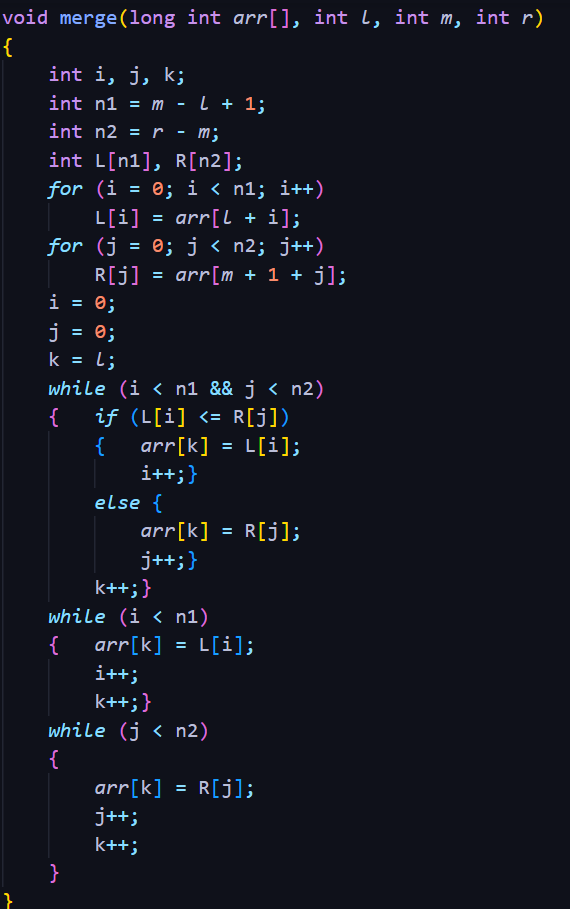 void merge(long int arr[], int l, int m, int r)
{
    int i, j, k;
    int n1 = m - l + 1;
    int n2 = r - m;
    int L[n1], R[n2];
    for (i = 0; i < n1; i++)
        L[i] = arr[l + i];
    for (j = 0; j < n2; j++)
        R[j] = arr[m + 1 + j];
    i = 0;
    j = 0;
    k = l;
    while (i < n1 && j < n2)
    {   if (L[i] <= R[j])
        {   arr[k] = L[i];
            i++;}
        else {
            arr[k] = R[j];
            j++;}
        k++;}
    while (i < n1)
    {   arr[k] = L[i];
        i++;
        k++;}
    while (j < n2)
    {
        arr[k] = R[j];
        j++;
        k++;
    }
}